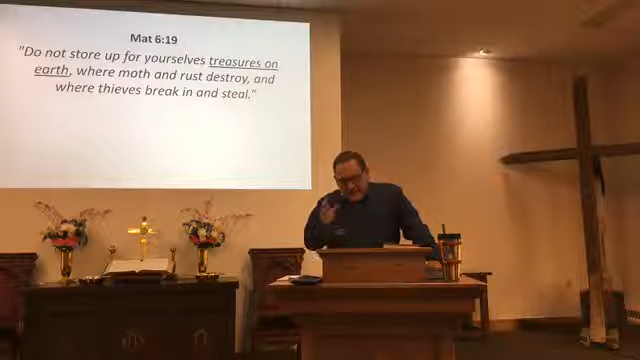 Mat 6:19
"Do not store up for yourselves treasures on
earth, where moth and rust destroy, and
where thieves break in and steal."